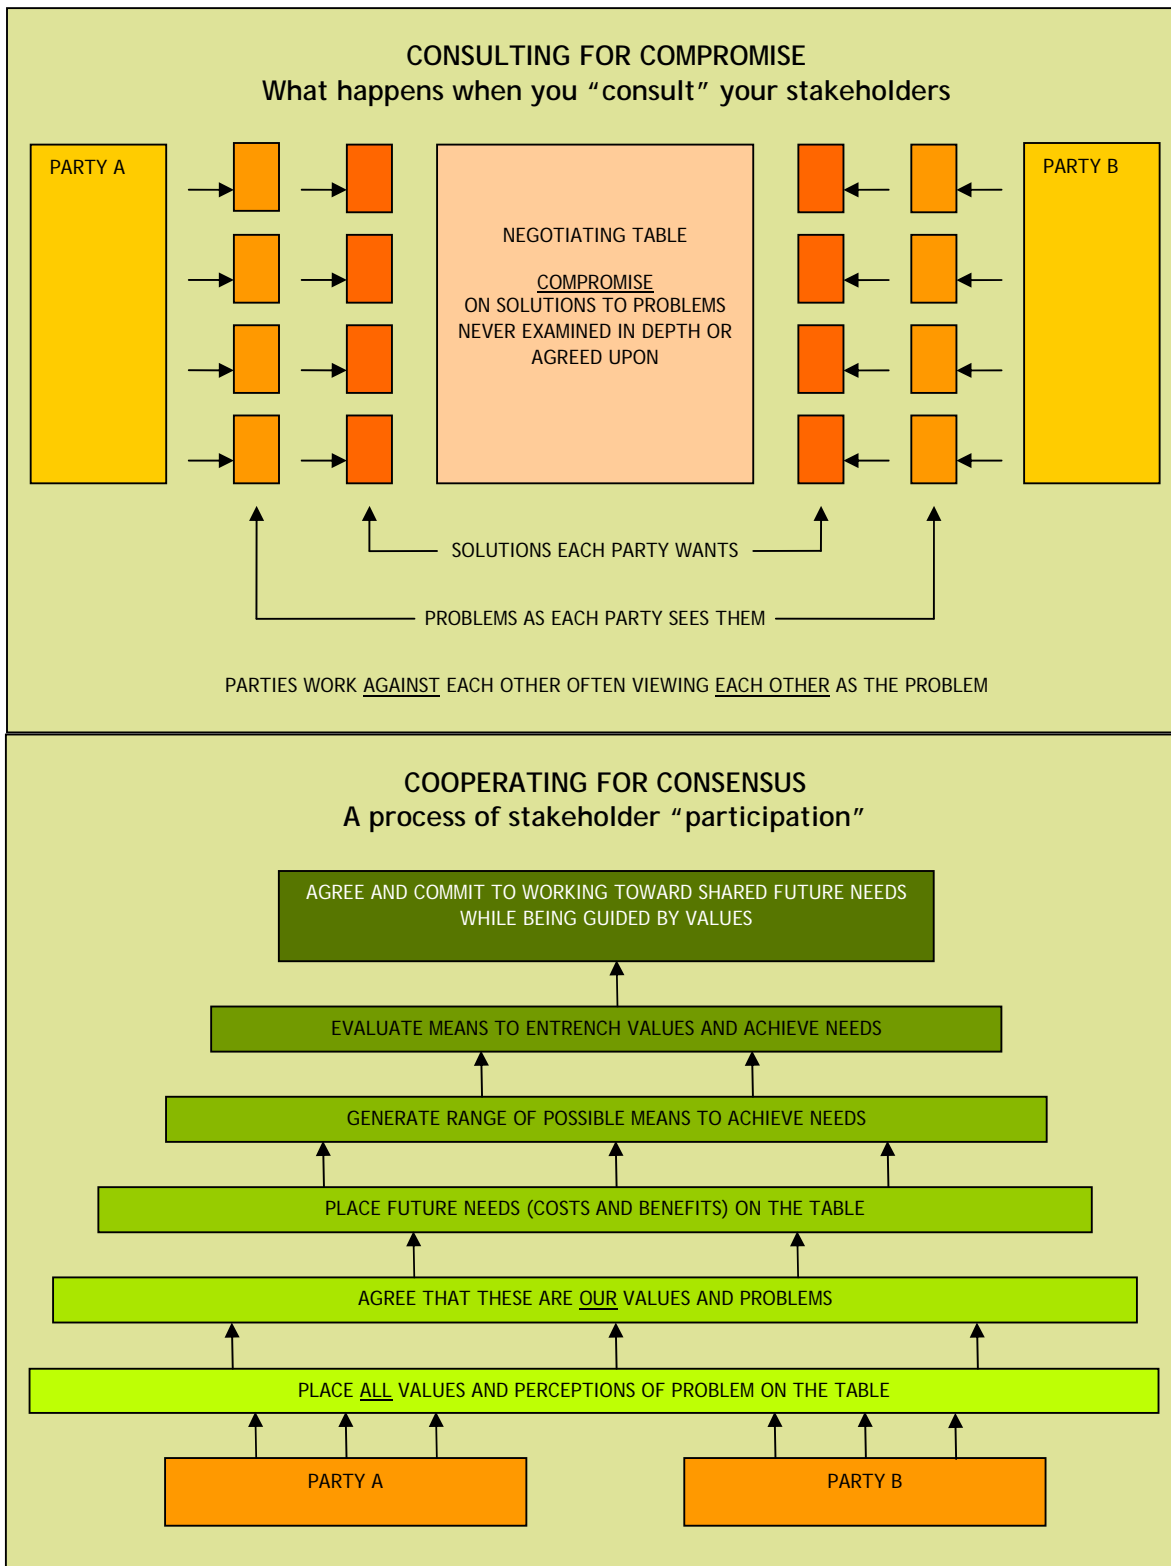 CONSULTING FOR COMPROMISE
What happens when you “consult” your stakeholders
PARTY A
PARTY B
NEGOTIATING TABLE
COMPROMISE
ON SOLUTIONS TO PROBLEMS
NEVER EXAMINED IN DEPTH OR
AGREED UPON
SOLUTIONS EACH PARTY WANTS
PROBLEMS AS EACH PARTY SEES THEM
PARTIES WORK AGAINST EACH OTHER OFTEN VIEWING EACH OTHER AS THE PROBLEM
COOPERATING FOR CONSENSUS
A process of stakeholder “participation”
AGREE AND COMMIT TO WORKING TOWARD SHARED FUTURE NEEDS
WHILE BEING GUIDED BY VALUES
EVALUATE MEANS TO ENTRENCH VALUES AND ACHIEVE NEEDS
GENERATE RANGE OF POSSIBLE MEANS TO ACHIEVE NEEDS
PLACE FUTURE NEEDS (COSTS AND BENEFITS) ON THE TABLE
AGREE THAT THESE ARE OUR VALUES AND PROBLEMS
PLACE ALL VALUES AND PERCEPTIONS OF PROBLEM ON THE TABLE
PARTY A
PARTY B